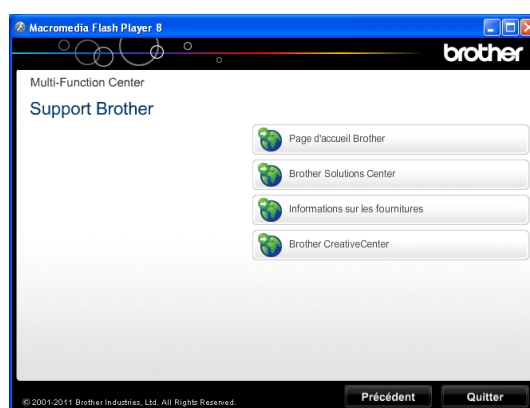 Macromedia Flash Player 8
brother
Multi-Function Center
Support Brother
Page d'accueil Brother
Brother Solutions Center
Informations sur les fournitures
Brother CreativeCenter
© 2001-2011 Brother Industries, Ltd. All Rights Reserved.
Précédent
Quitter